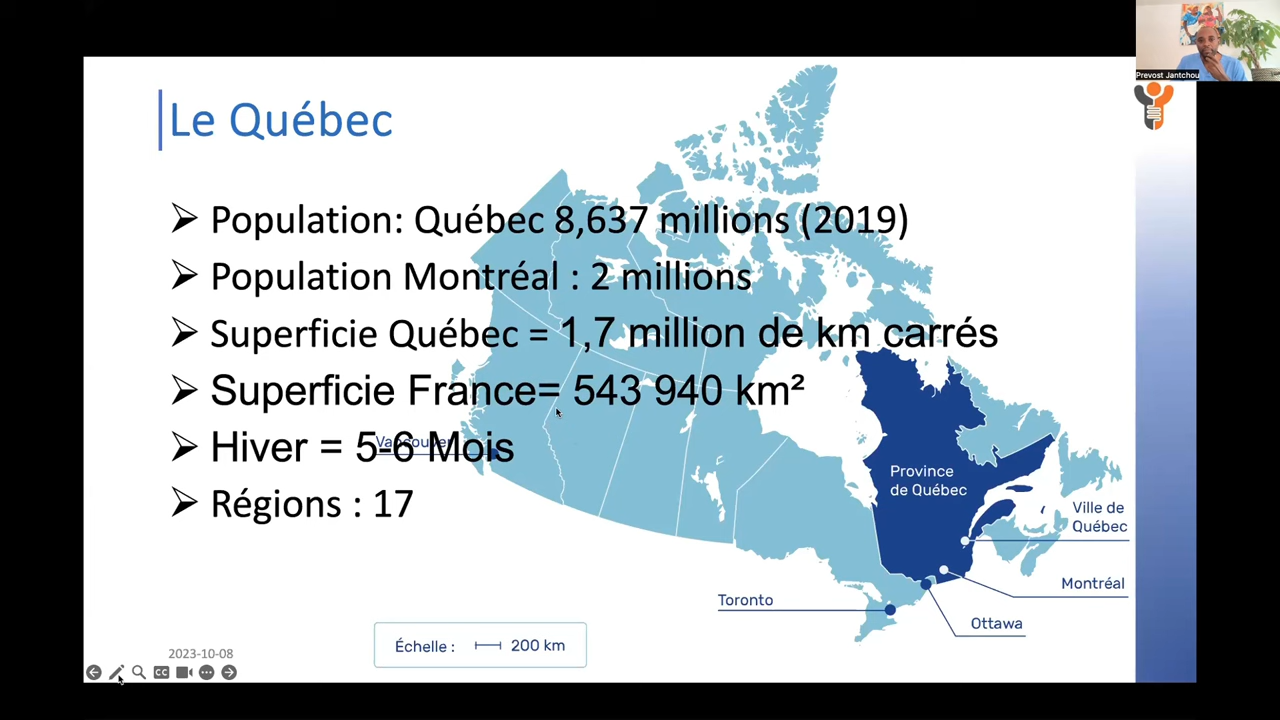 Prevost Jantchou
Le Québec
Population: Québec 8,637 millions (2019)
Population Montréal : 2 millions
Superficie Québec = 1,7 million de km carrés
Superficie France= 543 940 km²
Vancouver
Hiver = 5-6 Mois
Régions : 17
Province
de Québec
Ville de
Québec
Montréal
Toronto
Ottawa
Échelle : 200 km
2023-10-08
CC